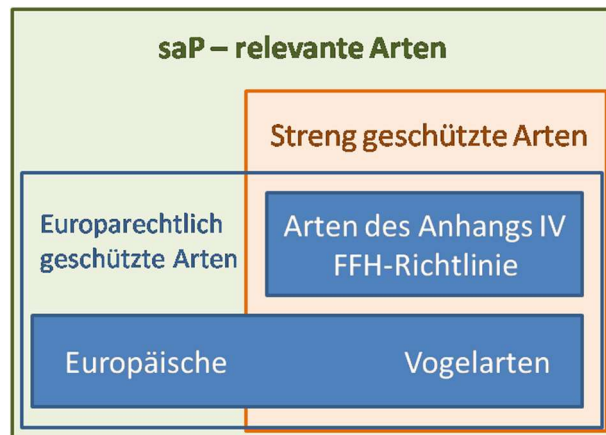 saP – relevante Arten
Streng geschützte Arten
Europarechtlich
geschützte Arten
Arten des Anhangs IV
FFH-Richtlinie
Europäische Vogelarten